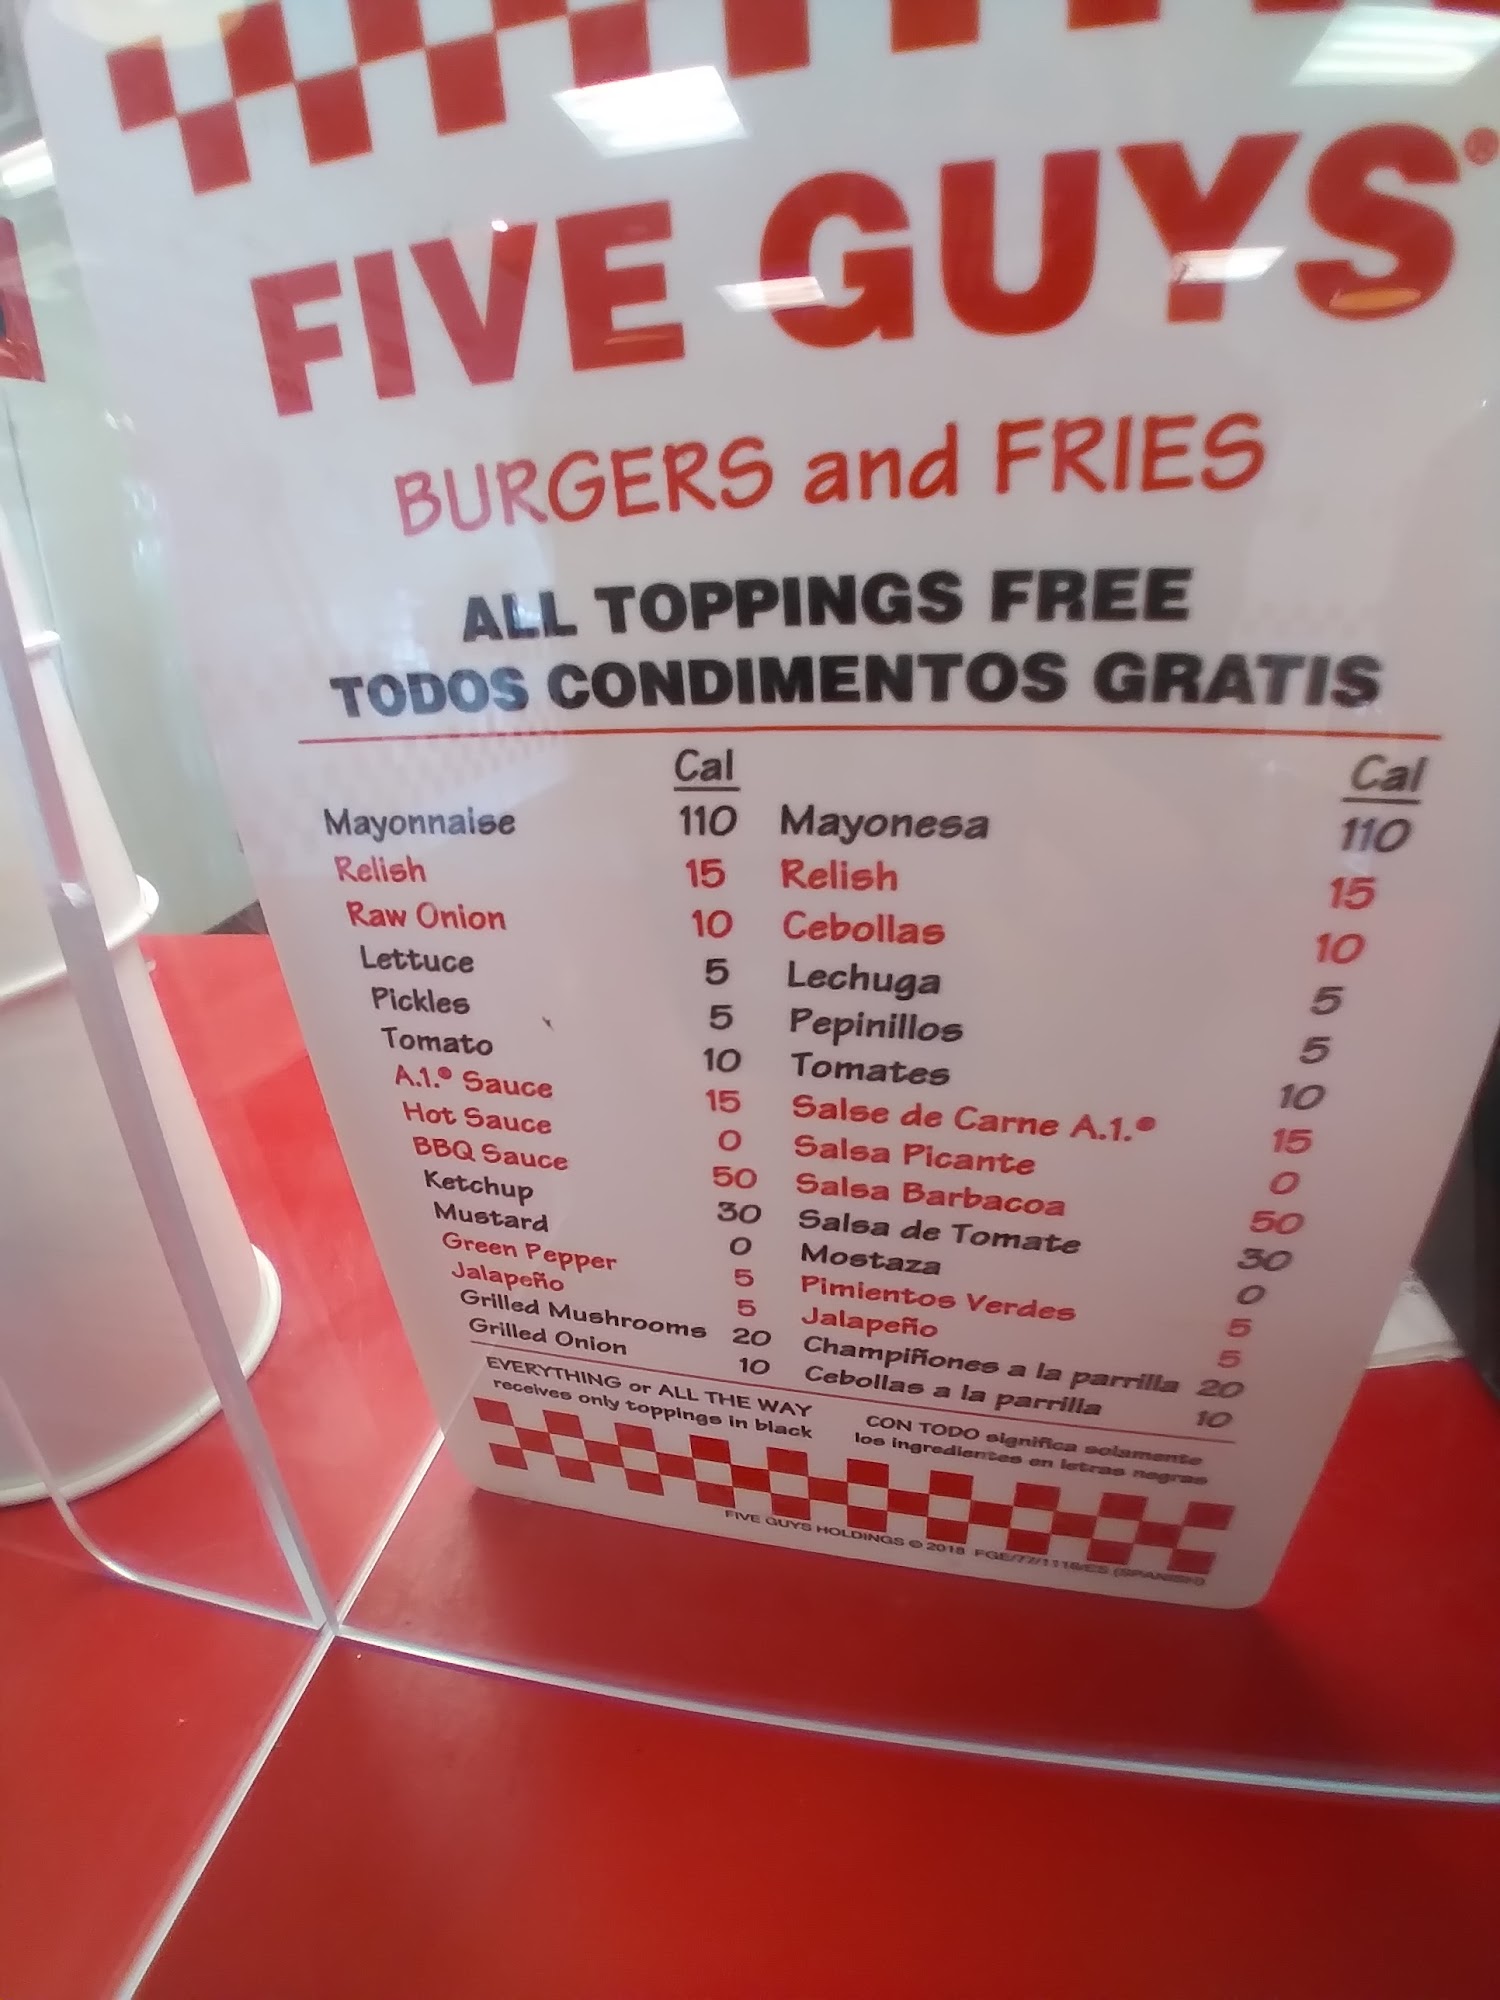 FIVE GUYS®
BURGERS and FRIES
ALL TOPPINGS FREE
TODOS CONDIMENTOS GRATIS
Cal Cal
Mayonnaise 110 Mayonesa 110
Relish 15 Relish 15
Raw Onion 10 Cebollas 10
Lettuce 5 Lechuga 5
Pickles 5 Pepinillos 5
Tomato 10 Tomates 10
A.1.® Sauce 15 Salse de Carne A.1.® 15
Hot Sauce 0 Salsa Picante 0
BBQ Sauce 50 Salsa Barbacoa 50
Ketchup 30 Salsa de Tomate 30
Mustard 0 Mostaza 0
Green Pepper 5 Pimientos Verdes 5
Jalapeño 5 Jalapeño 5
Grilled Mushrooms 20 Champiñones a la parrilla 20
Grilled Onion 10 Cebollas a la parrilla 10
EVERYTHING or ALL THE WAY
receives only toppings in black
CON TODO significa solamente
los ingredientes en letras negras
FIVE GUYS HOLDINGS © 2018 (SPANISH)